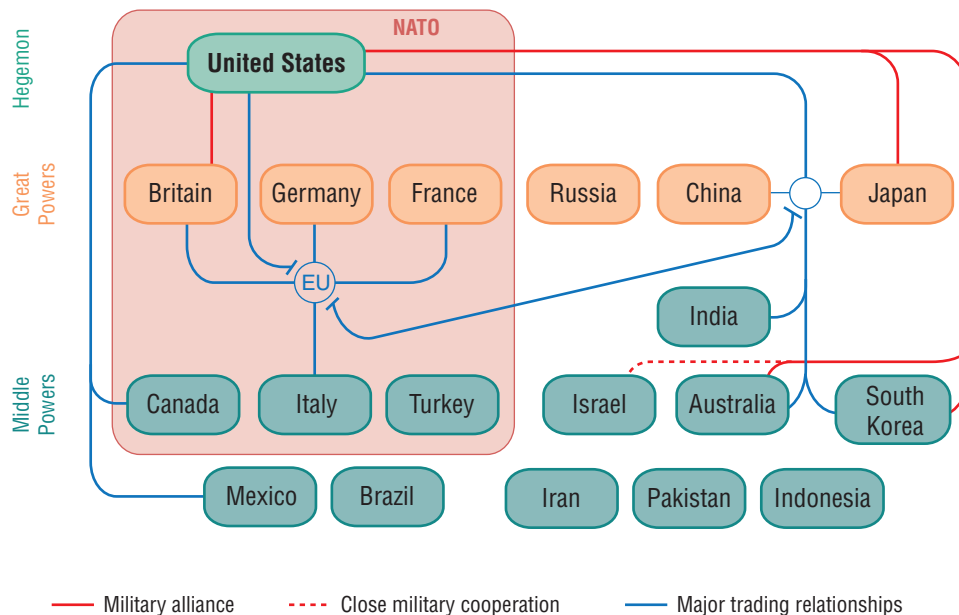 NATO
Hegemon
United States
Great
Powers
Britain
Germany
France
Russia
China
Japan
EU
India
Middle
Powers
Canada
Italy
Turkey
Israel
Australia
South
Korea
Mexico
Brazil
Iran
Pakistan
Indonesia
Military alliance
Close military cooperation
Major trading relationships